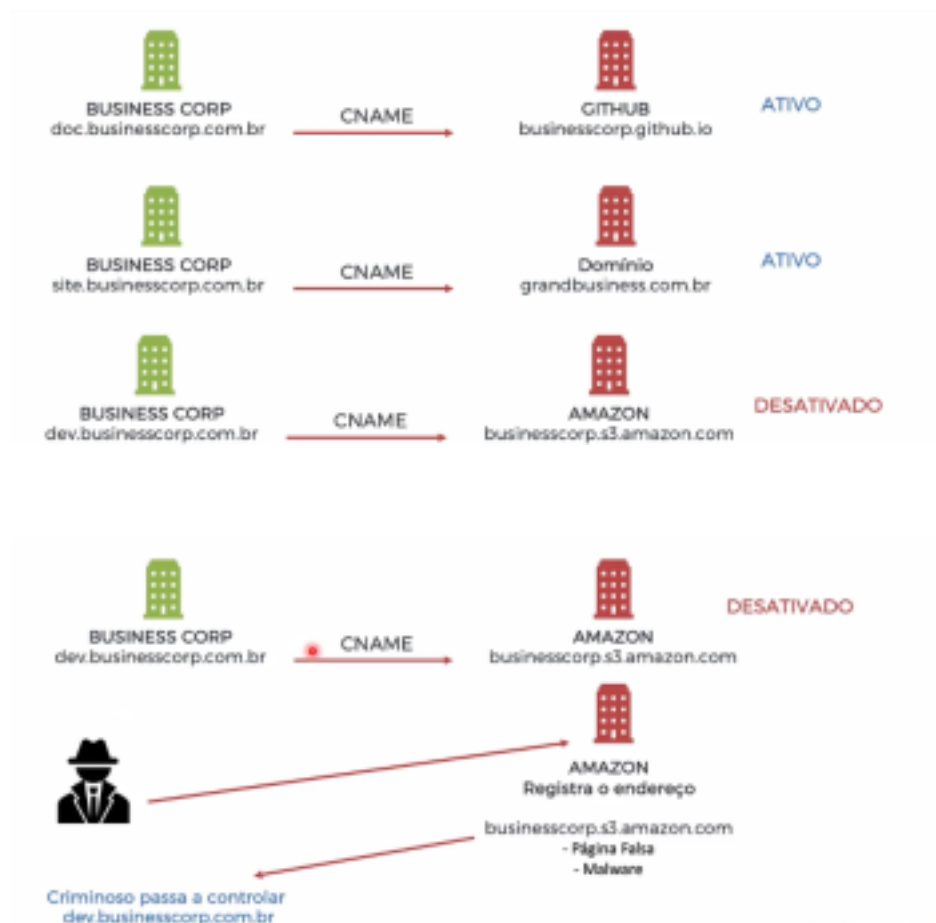 BUSINESS CORP
doc.businesscorp.com.br
CNAME
GITHUB
businesscorp.github.io
ATIVO
BUSINESS CORP
site.businesscorp.com.br
CNAME
Domínio
grandbusiness.com.br
ATIVO
BUSINESS CORP
dev.businesscorp.com.br
CNAME
AMAZON
businesscorp.s3.amazon.com
DESATIVADO
BUSINESS CORP
dev.businesscorp.com.br
CNAME
AMAZON
businesscorp.s3.amazon.com
DESATIVADO
AMAZON
Registra o endereço
businesscorp.s3.amazon.com
- Página Falsa
- Malware
Criminoso passa a controlar
dev.businesscorp.com.br